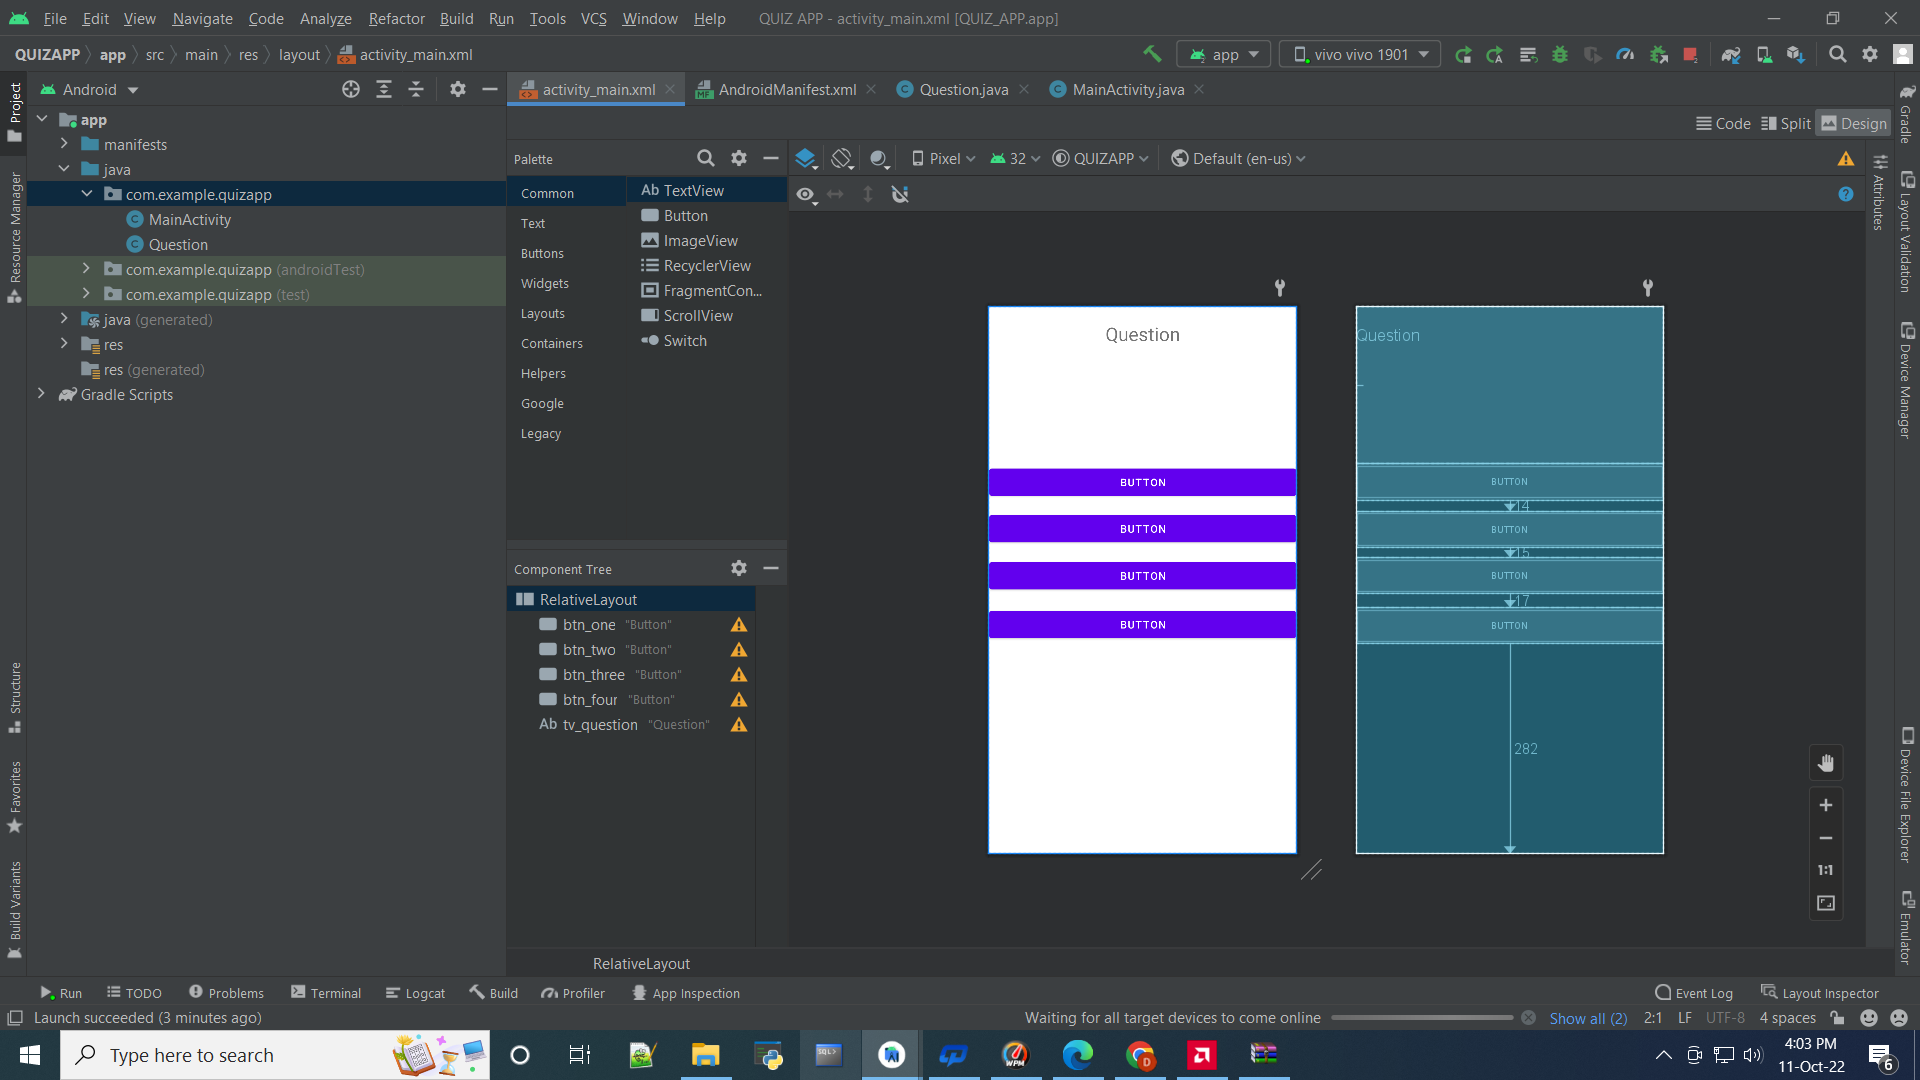 File Edit View Navigate Code Analyze Refactor Build Run Tools VCS Window Help QUIZ APP - activity_main.xml [QUIZ_APP.app]
QUIZAPP app src main res layout activity_main.xml app vivo vivo 1901
Project
Resource Manager
Structure
Favorites
Build Variants
Android
app
manifests
java
com.example.quizapp
MainActivity
Question
com.example.quizapp (androidTest)
com.example.quizapp (test)
java (generated)
res
res (generated)
Gradle Scripts
activity_main.xml AndroidManifest.xml Question.java MainActivity.java
Code Split Design
Palette
Common
Text
Buttons
Widgets
Layouts
Containers
Helpers
Google
Legacy
Ab TextView
Button
ImageView
RecyclerView
FragmentCon...
ScrollView
Switch
Component Tree
RelativeLayout
btn_one "Button"
btn_two "Button"
btn_three "Button"
btn_four "Button"
Ab tv_question "Question"
Pixel 32 QUIZAPP Default (en-us)
Question
BUTTON
BUTTON
BUTTON
BUTTON
Question
BUTTON
14
BUTTON
15
BUTTON
17
BUTTON
282
1:1
Attributes
Gradle
Layout Validation
Device Manager
Device File Explorer
Emulator
RelativeLayout
Run TODO Problems Terminal Logcat Build Profiler App Inspection Event Log Layout Inspector
Launch succeeded (3 minutes ago) Waiting for all target devices to come online Show all (2) 2:1 LF UTF-8 4 spaces
Type here to search
SQL>
WPM
D
4:03 PM
11-Oct-22
6